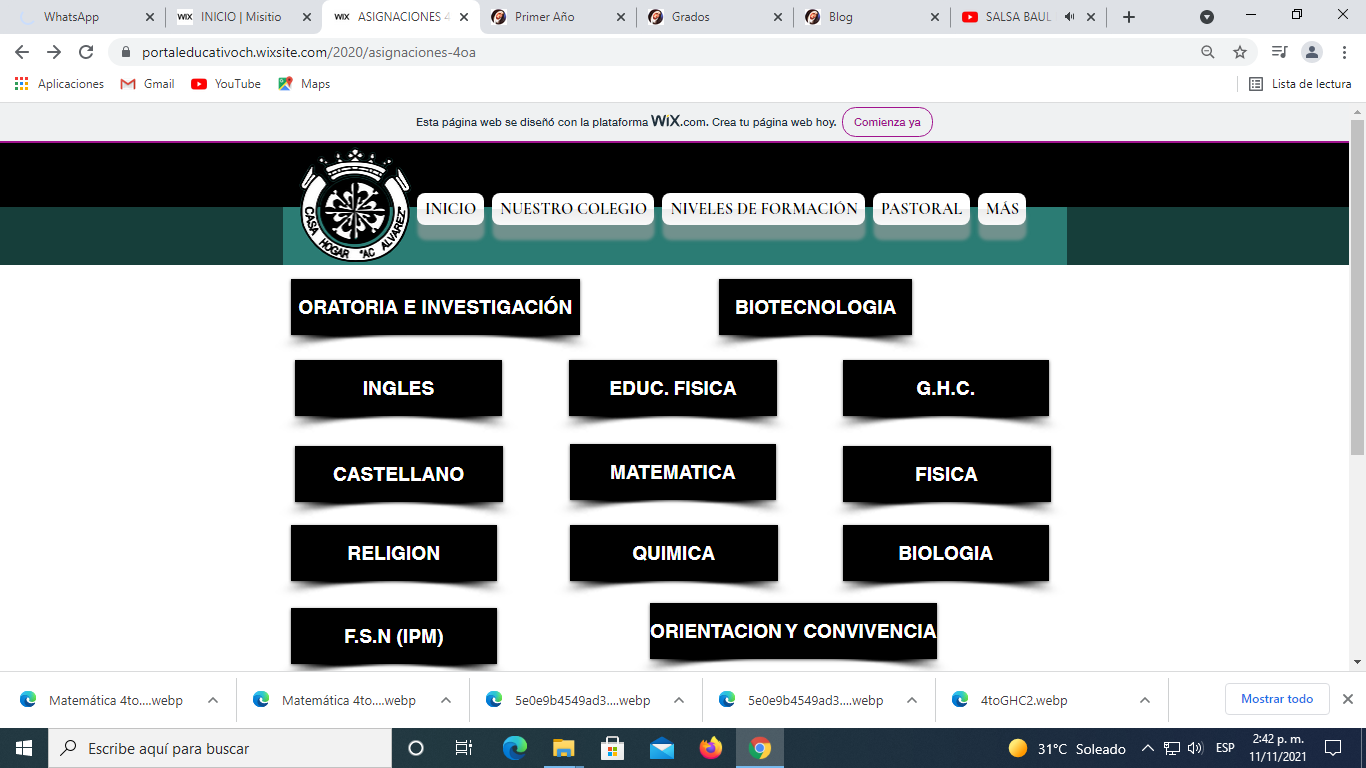 WhatsApp
INICIO | Misitio
ASIGNACIONES 4
Primer Año
Grados
Blog
SALSA BAUL
portaleducativoch.wixsite.com/2020/asignaciones-4oa
Aplicaciones
Gmail
YouTube
Maps
Lista de lectura
Esta página web se diseñó con la plataforma WiX.com. Crea tu página web hoy.
Comienza ya
CASA HOGAR "AC ALVAREZ"
INICIO
NUESTRO COLEGIO
NIVELES DE FORMACIÓN
PASTORAL
MÁS
ORATORIA E INVESTIGACIÓN
BIOTECNOLOGIA
INGLES
EDUC. FISICA
G.H.C.
CASTELLANO
MATEMATICA
FISICA
RELIGION
QUIMICA
BIOLOGIA
F.S.N (IPM)
ORIENTACION Y CONVIVENCIA
Matemática 4to....webp
Matemática 4to....webp
5e0e9b4549ad3....webp
5e0e9b4549ad3....webp
4toGHC2.webp
Mostrar todo
Escribe aquí para buscar
31°C Soleado
ESP
2:42 p. m.
11/11/2021